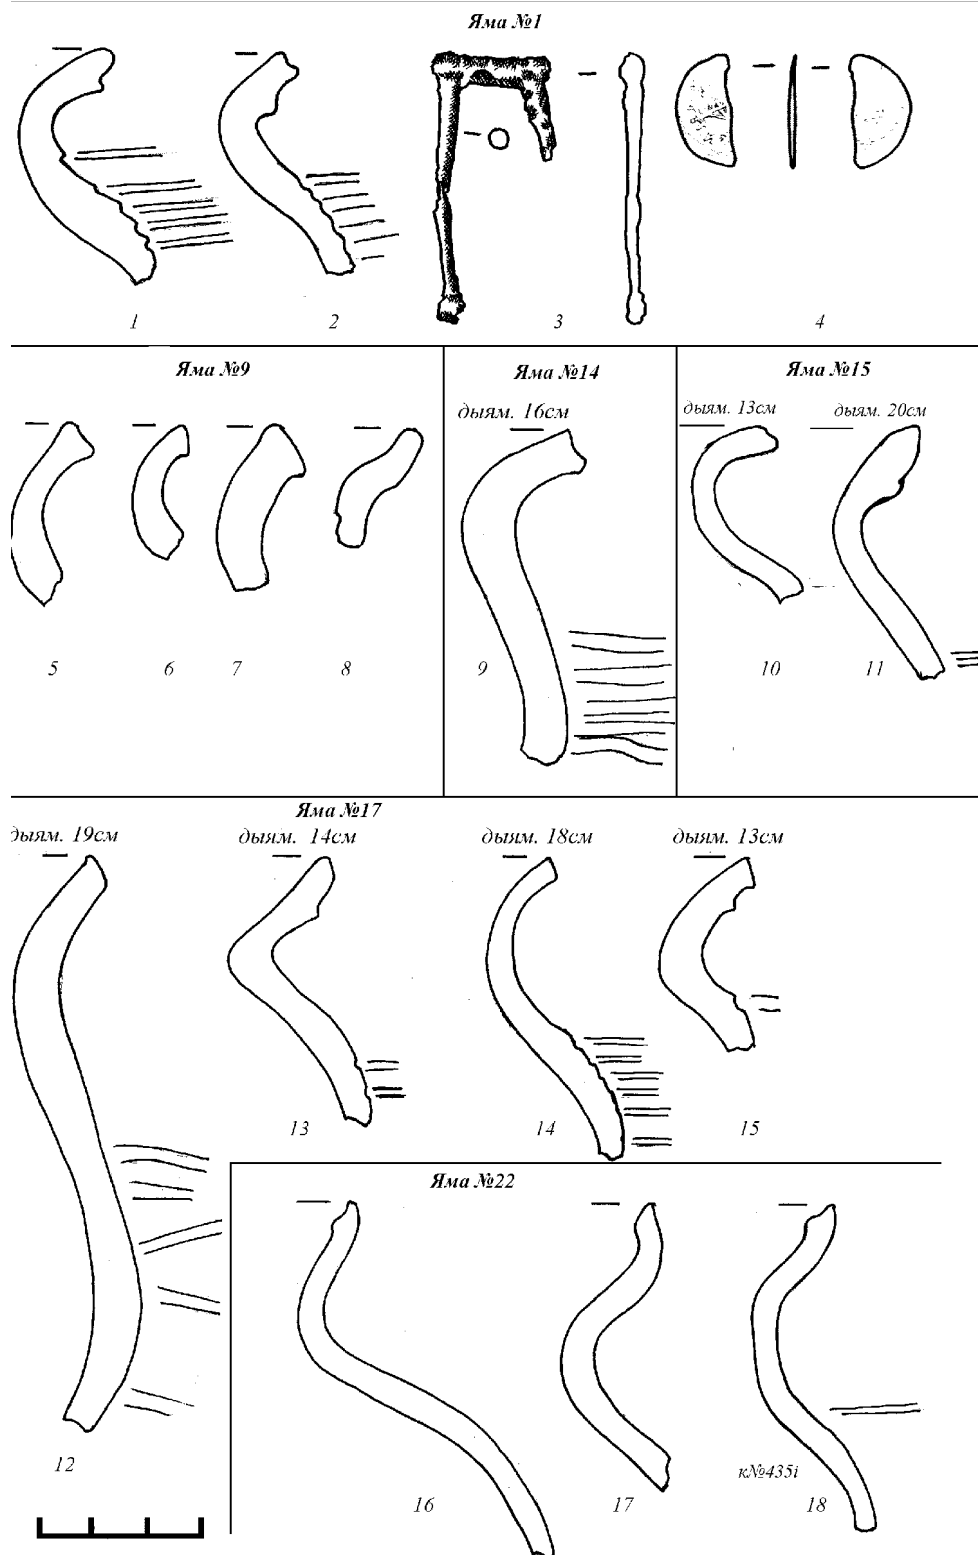 Яма №1
1 2 3 4
Яма №9
Яма №14
Яма №15
дыям. 16см
дыям. 13см
дыям. 20см
5 6 7 8
9
10 11
Яма №17
дыям. 19см дыям. 14см дыям. 18см дыям. 13см
13 14 15
Яма №22
12
к№435і
16 17 18